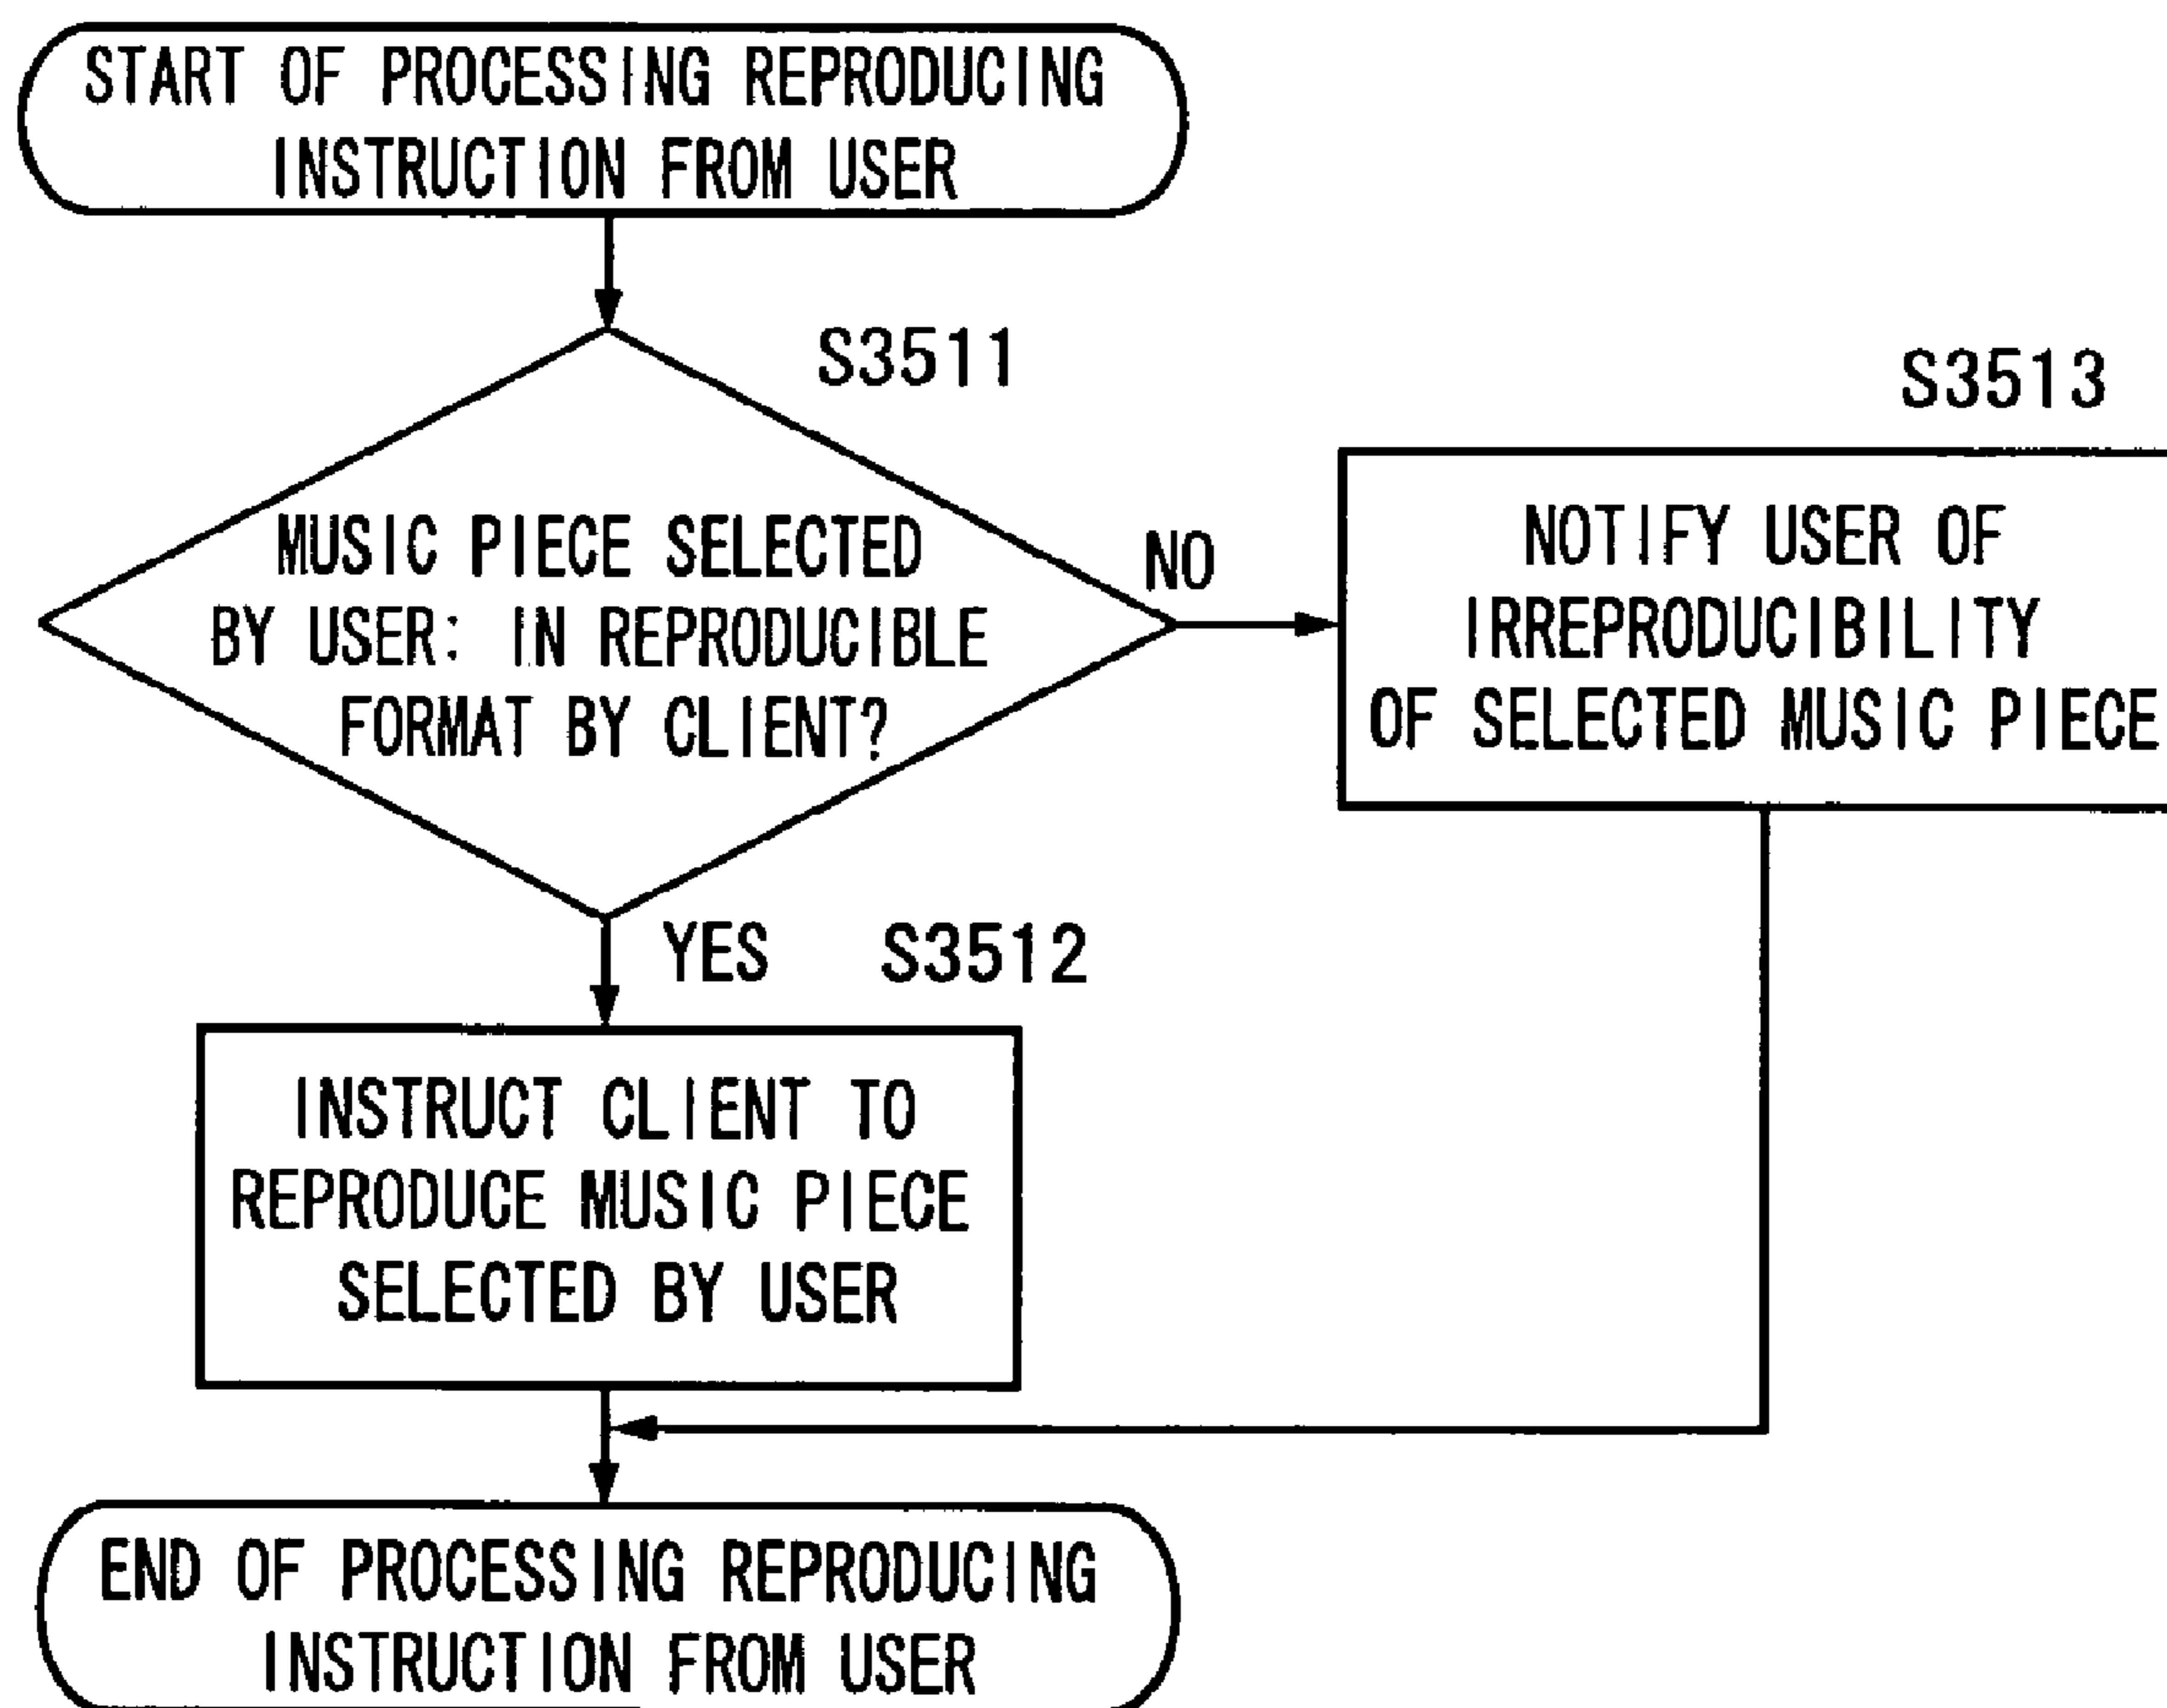 START OF PROCESSING REPRODUCING
INSTRUCTION FROM USER
S3511
MUSIC PIECE SELECTED
BY USER: IN REPRODUCIBLE
FORMAT BY CLIENT?
NO
S3513
NOTIFY USER OF
IRREPRODUCIBILITY
OF SELECTED MUSIC PIECE
YES
S3512
INSTRUCT CLIENT TO
REPRODUCE MUSIC PIECE
SELECTED BY USER
END OF PROCESSING REPRODUCING
INSTRUCTION FROM USER